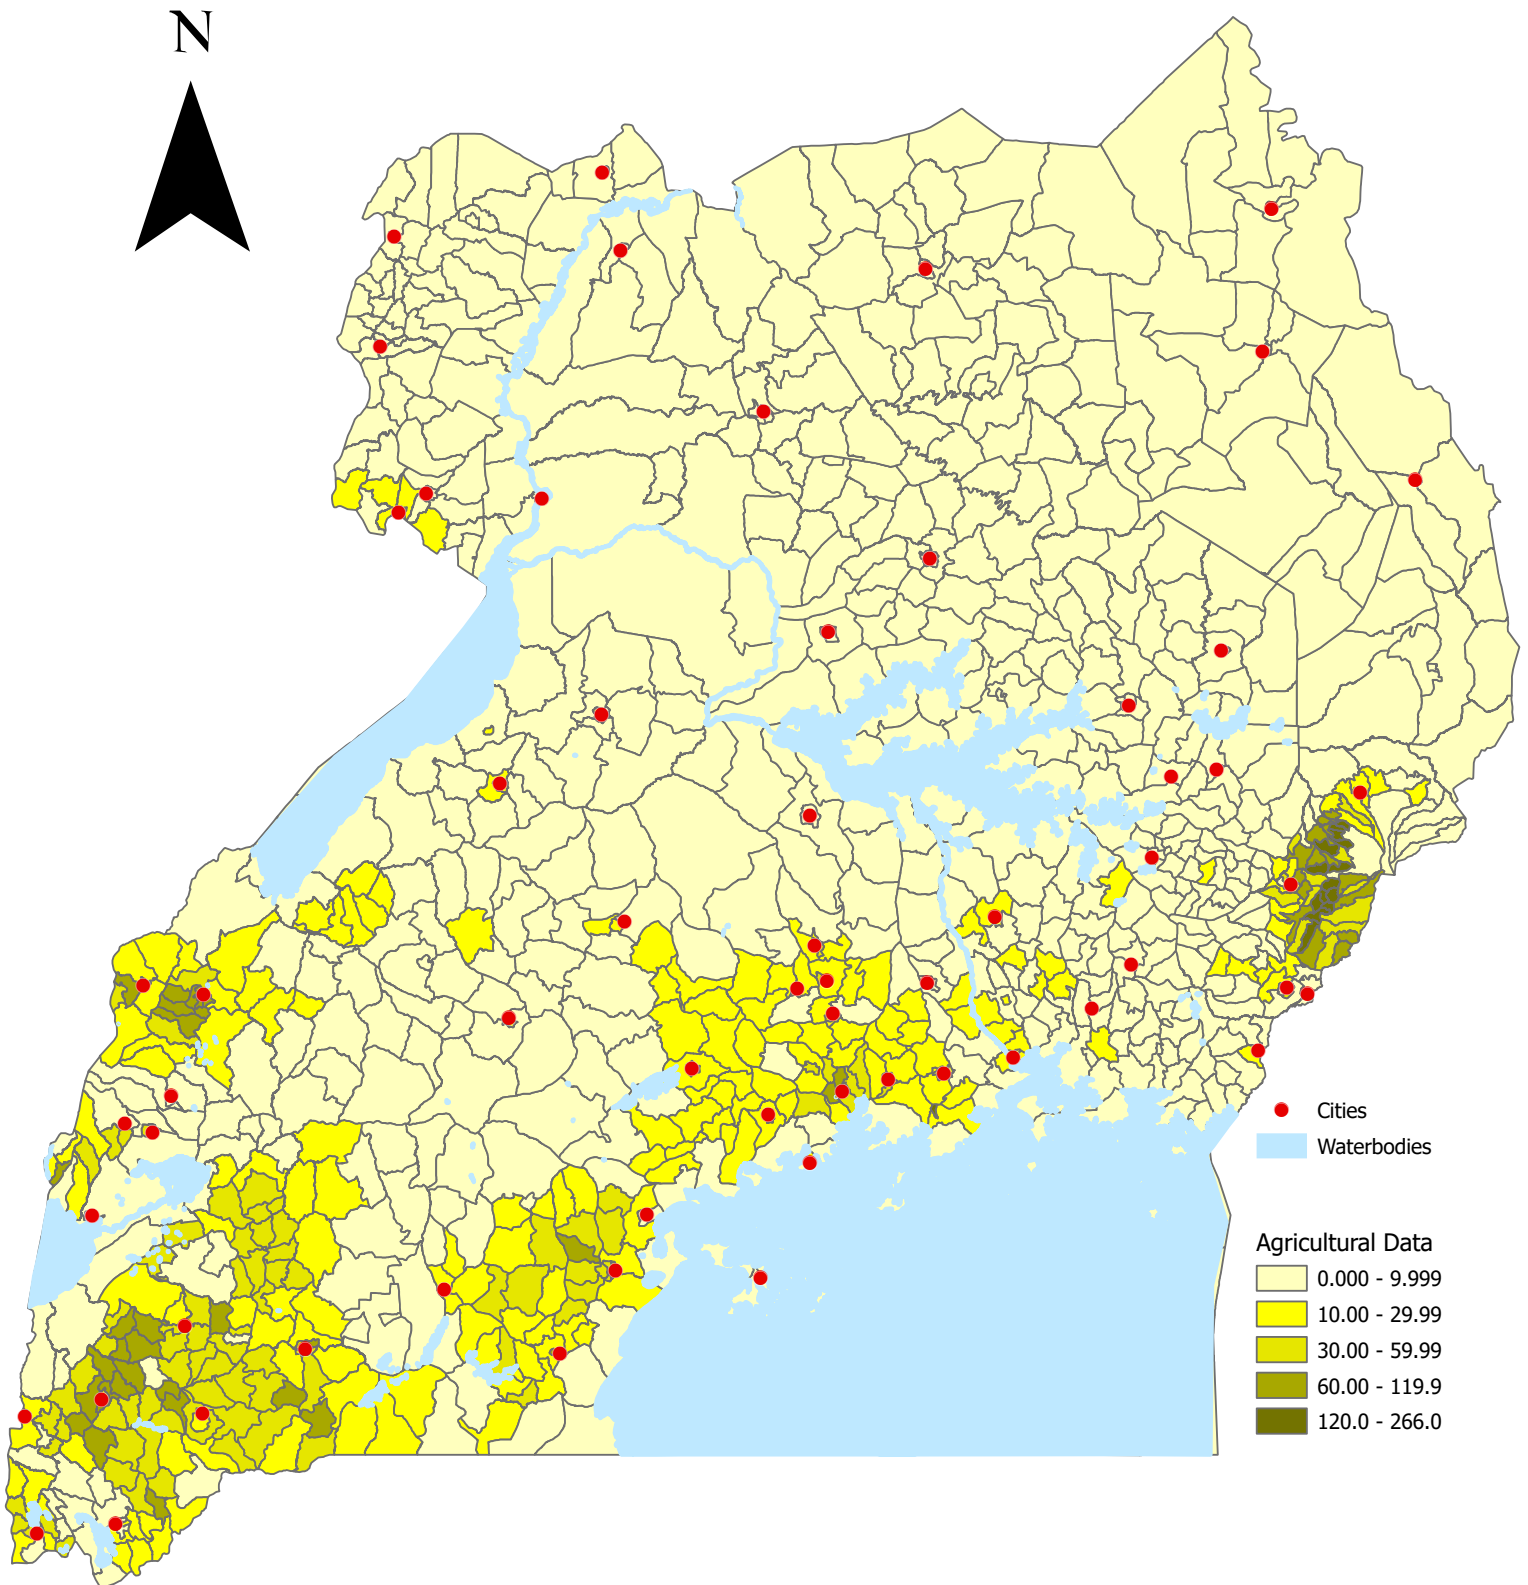 N
Cities
Waterbodies
Agricultural Data
0.000 - 9.999
10.00 - 29.99
30.00 - 59.99
60.00 - 119.9
120.0 - 266.0